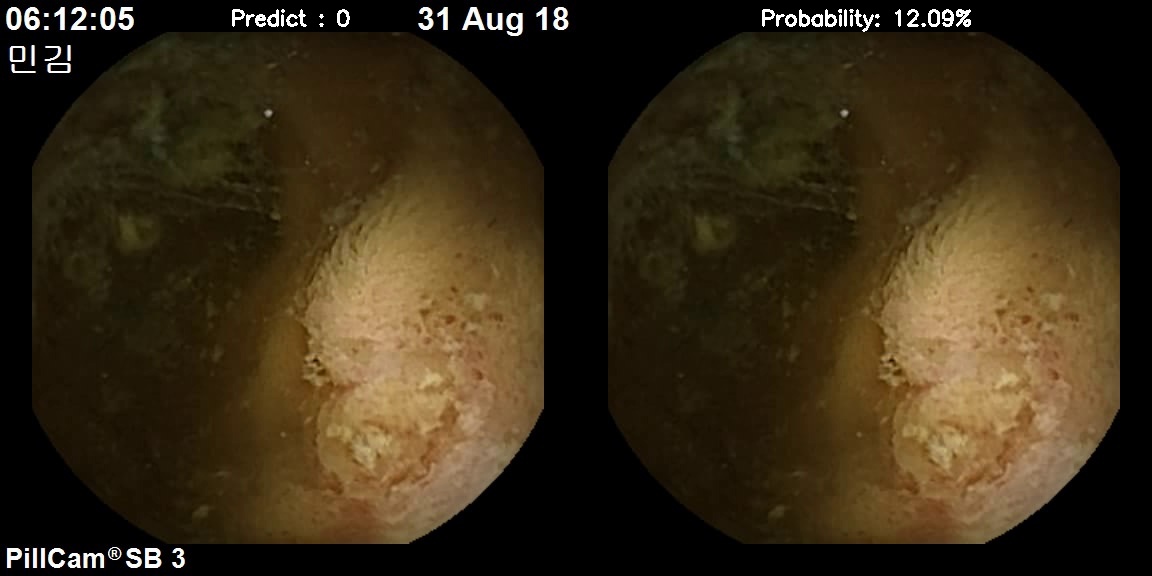 06:12:05
Predict : 0
31 Aug 18
Probability: 12.09%
민김
PillCam® SB 3